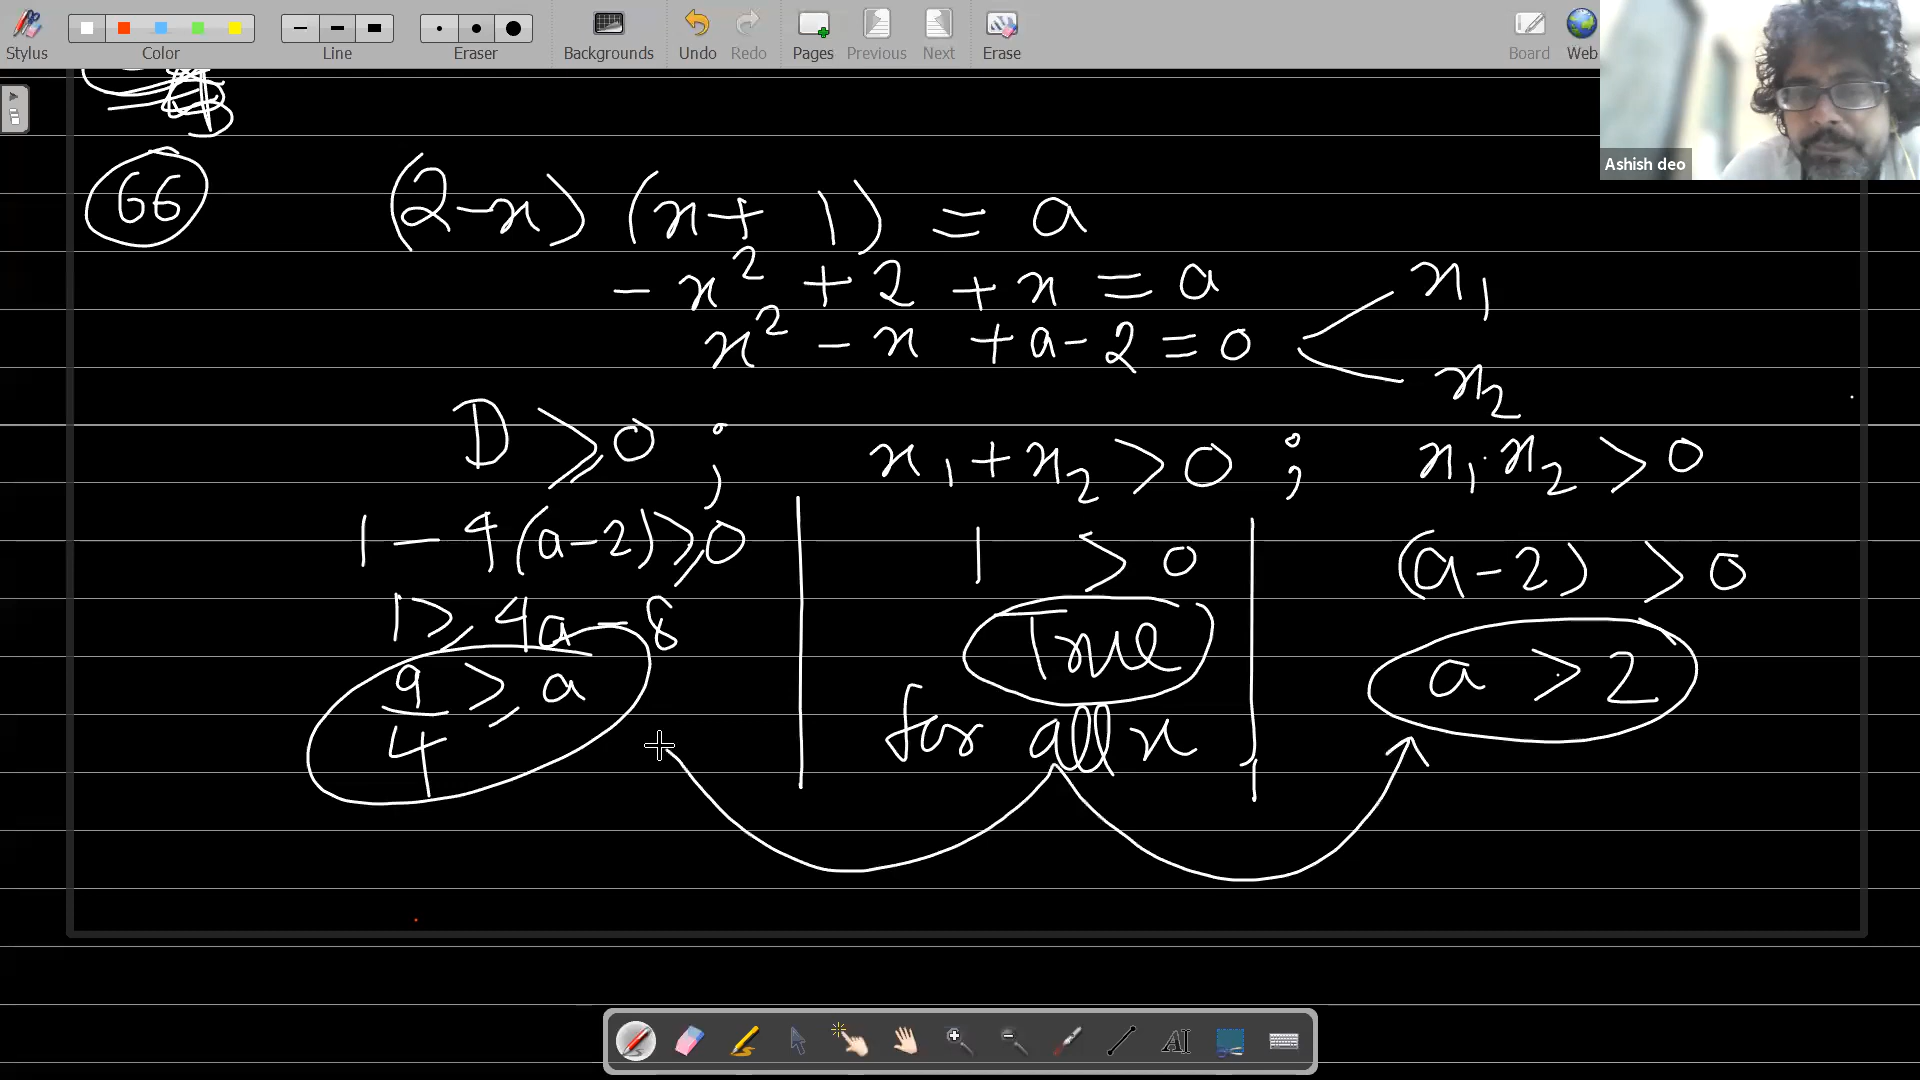 Stylus Color Line Eraser Backgrounds Undo Redo Pages Previous Next Erase Board Web
Ashish deo
66 (2-x) (x+ 1) = a
-x² + 2 + x = a
x² - x + a - 2 = 0 x₁
x₂
D ≥ 0 ; x₁ + x₂ > 0 ; x₁ · x₂ > 0
1 - 4(a-2) ≥ 0 1 > 0 (a-2) > 0
1 ≥ 4a - 8 True a > 2
9/4 ≥ a for all x
AI